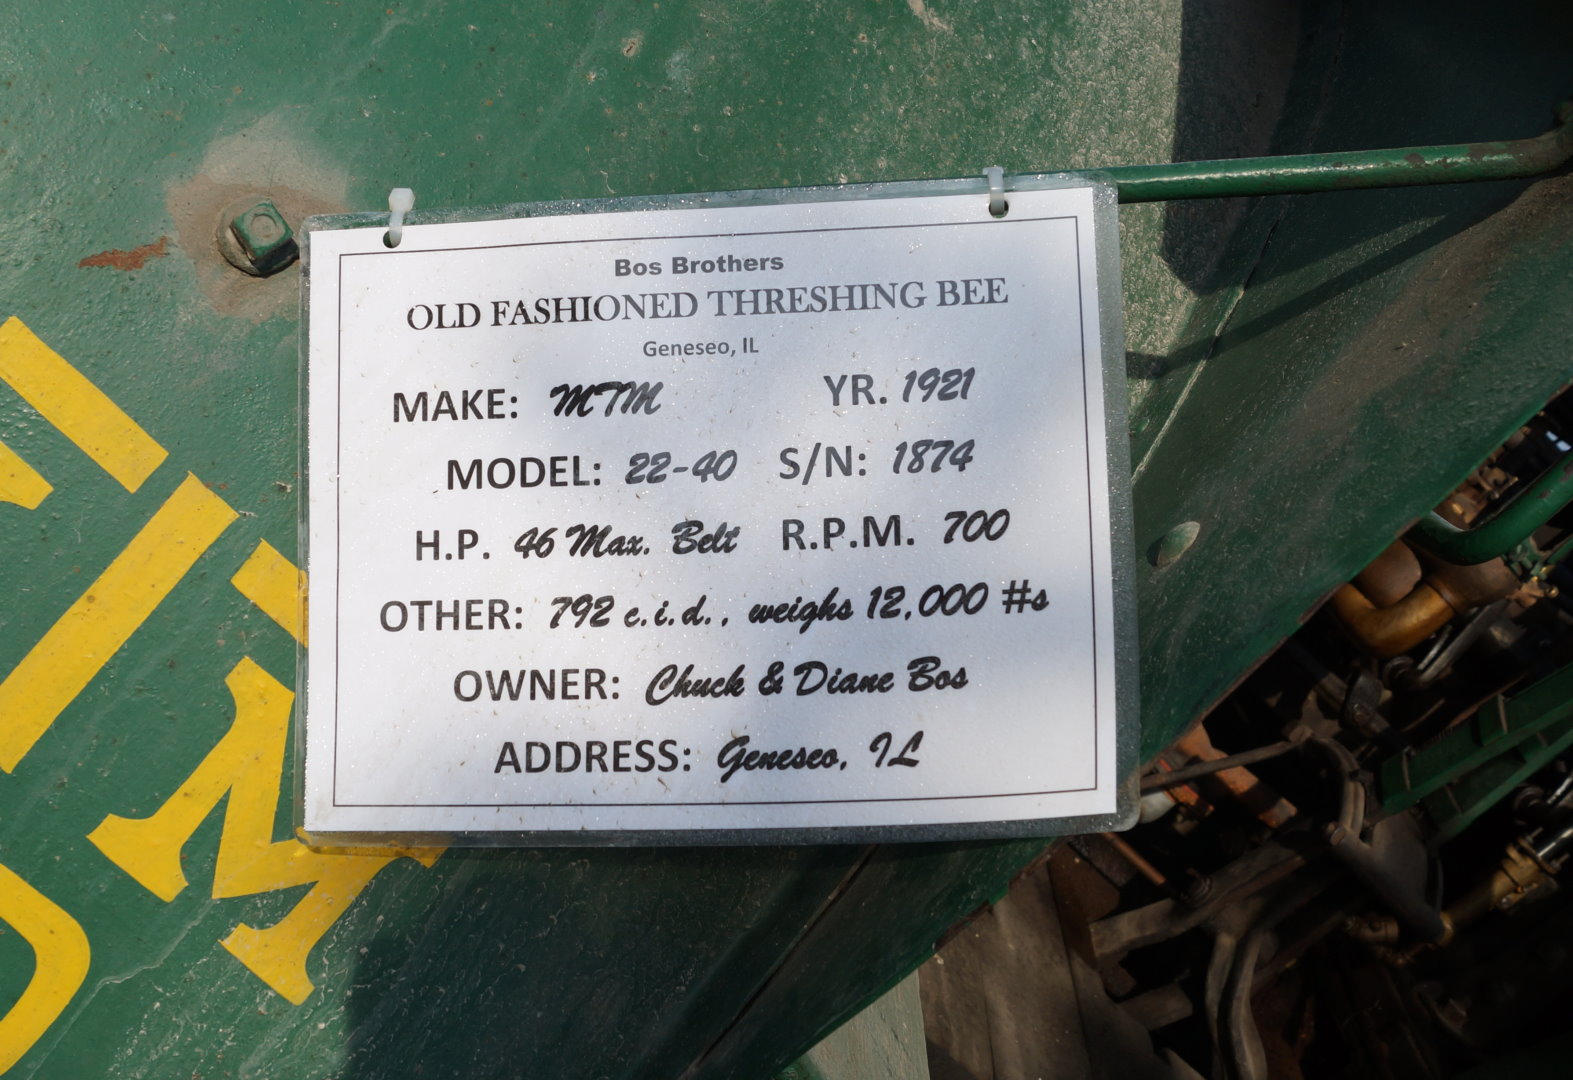 Bos Brothers
OLD FASHIONED THRESHING BEE
Geneseo, IL
MAKE: MTM YR. 1921
MODEL: 22-40 S/N: 1874
H.P. 46 Max. Belt R.P.M. 700
OTHER: 792 c.i.d., weighs 12,000 #s
OWNER: Chuck & Diane Bos
ADDRESS: Geneseo, IL